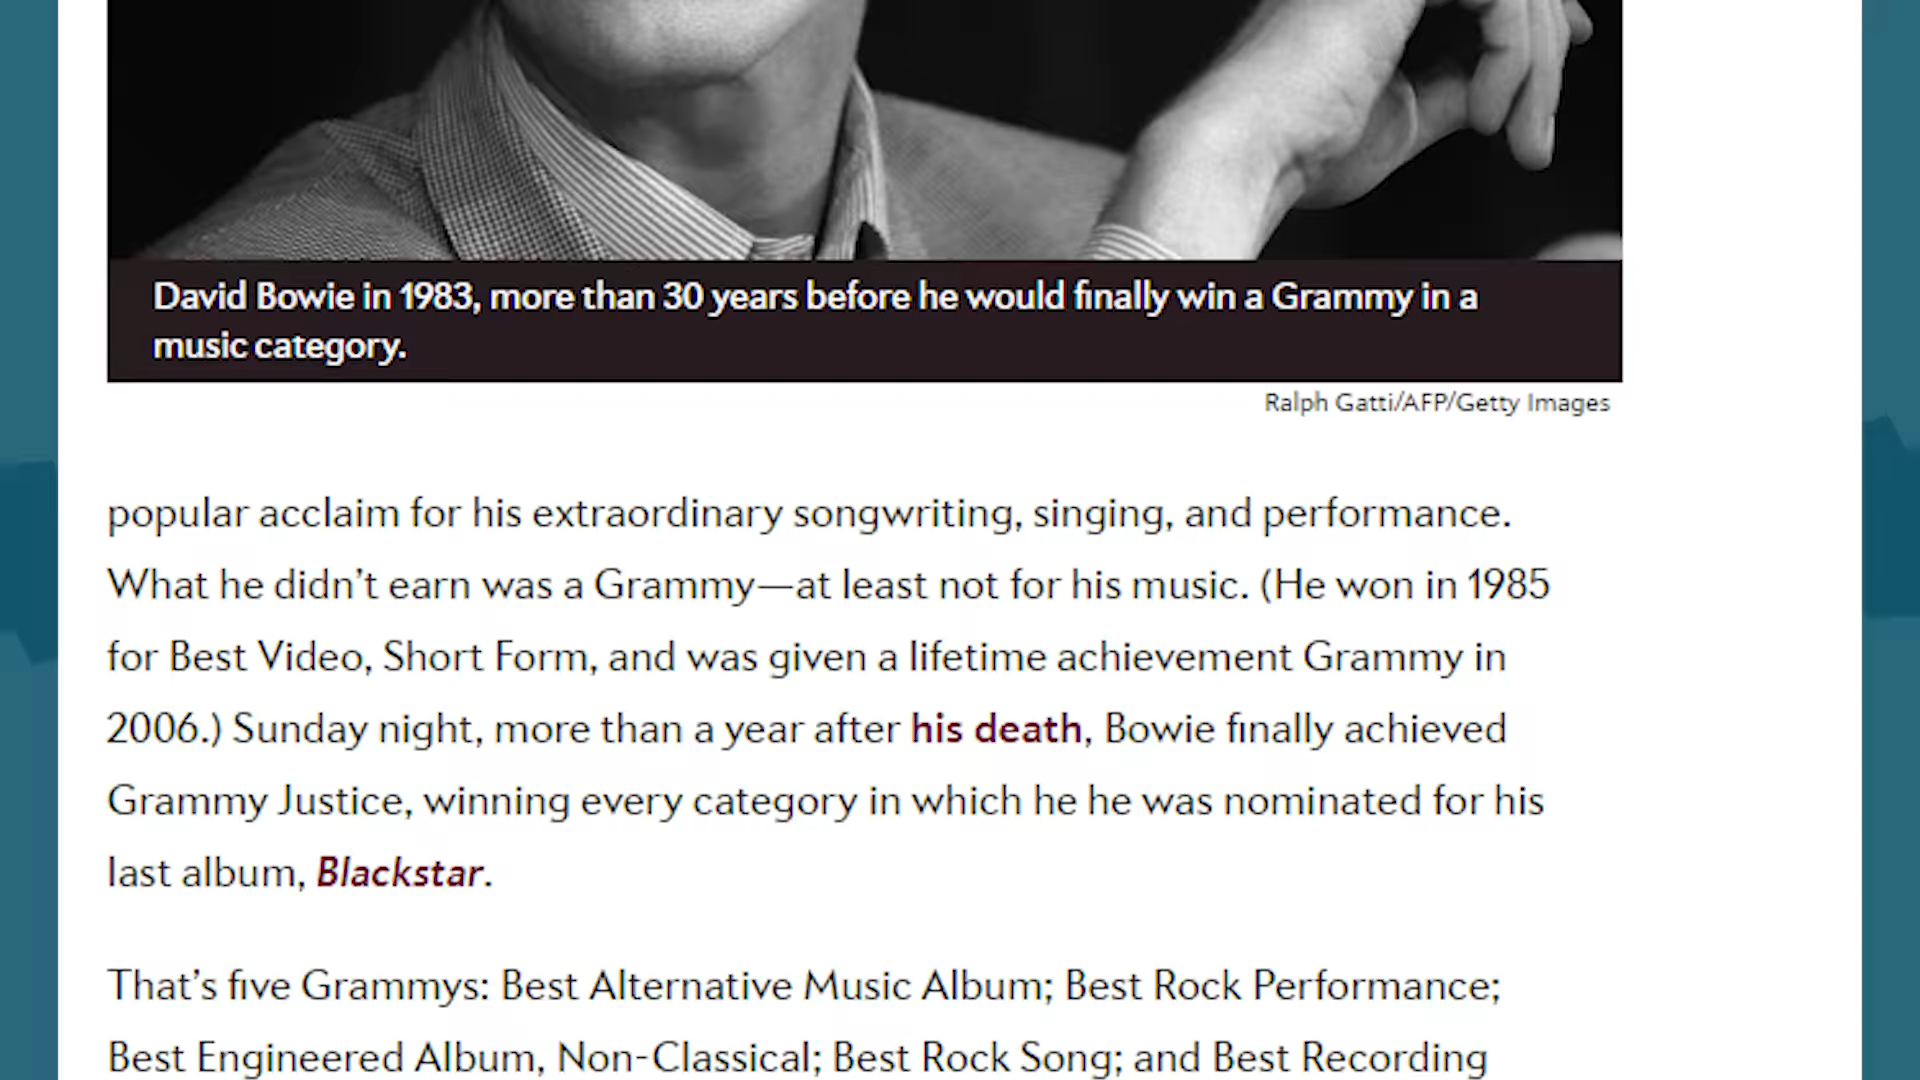 David Bowie in 1983, more than 30 years before he would finally win a Grammy in a
music category.
Ralph Gatti/AFP/Getty Images
popular acclaim for his extraordinary songwriting, singing, and performance.
What he didn’t earn was a Grammy—at least not for his music. (He won in 1985
for Best Video, Short Form, and was given a lifetime achievement Grammy in
2006.) Sunday night, more than a year after his death, Bowie finally achieved
Grammy Justice, winning every category in which he he was nominated for his
last album, Blackstar.
That’s five Grammys: Best Alternative Music Album; Best Rock Performance;
Best Engineered Album, Non-Classical; Best Rock Song; and Best Recording